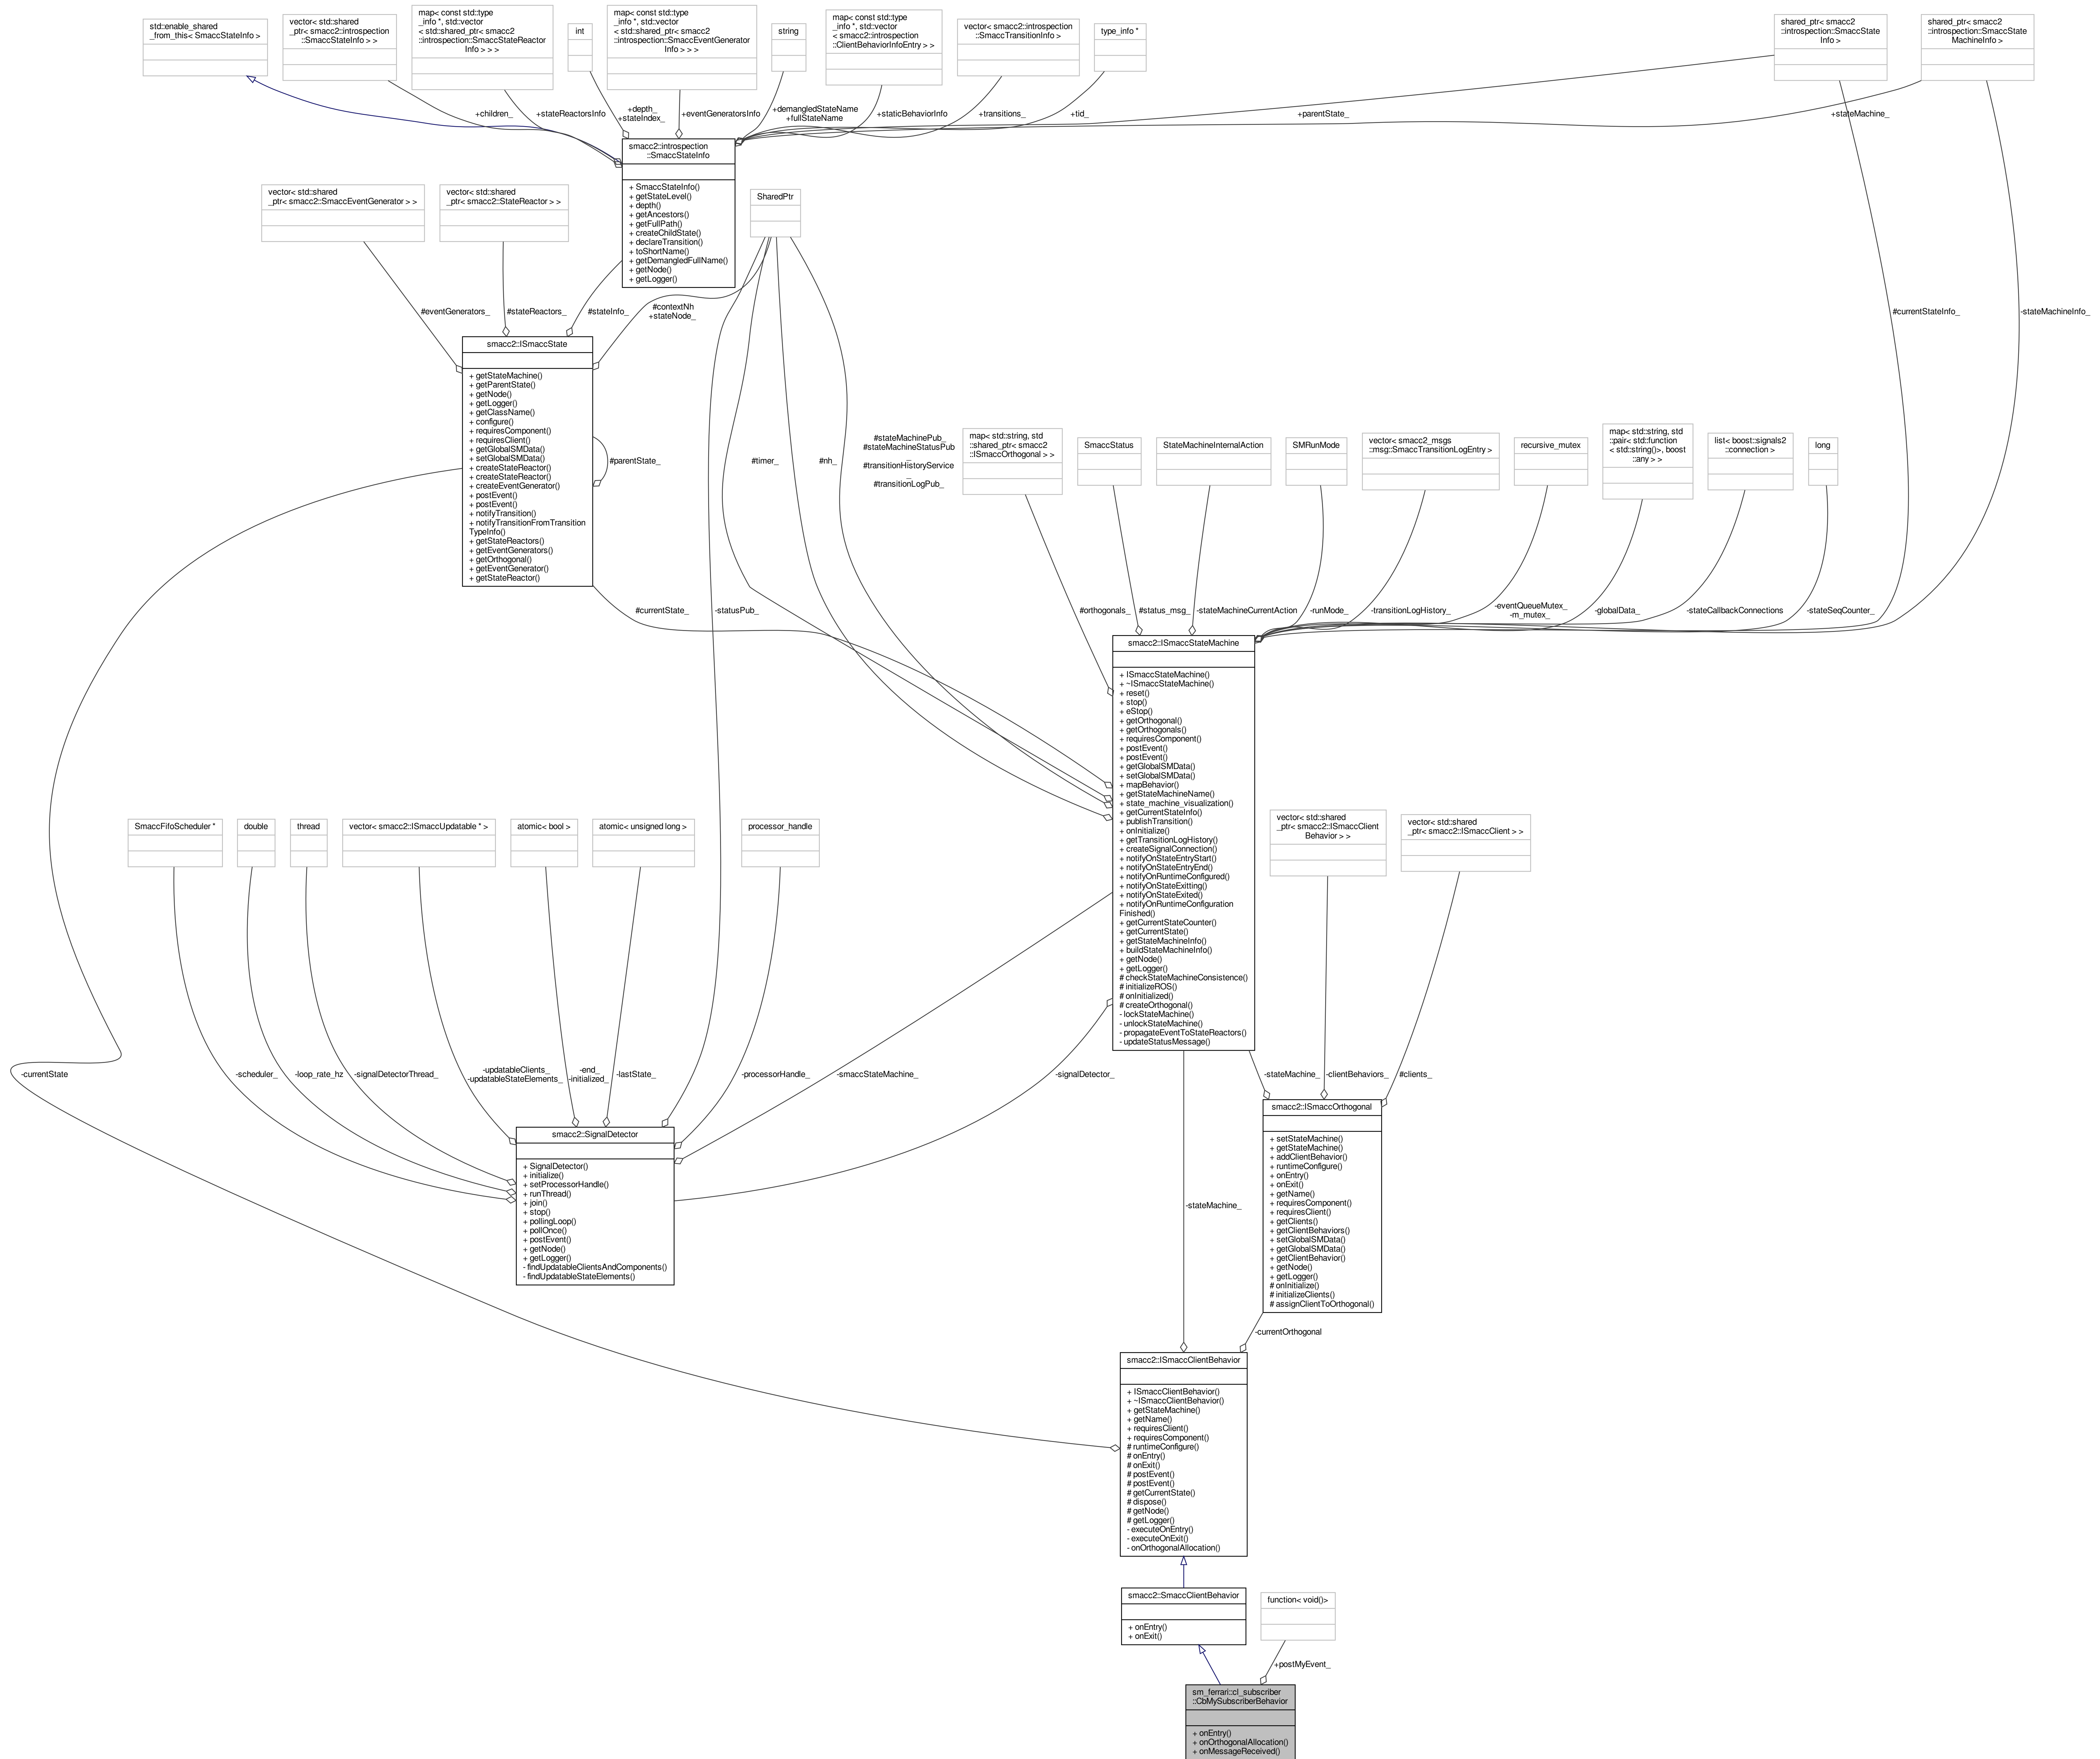 std::enable_shared
_from_this< SmaccStateInfo >
vector< std::shared
_ptr< smacc2::introspection
::SmaccStateInfo > >
map< const std::type
_info *, std::vector
< std::shared_ptr< smacc2
::introspection::SmaccStateReactor
Info > > >
int
map< const std::type
_info *, std::vector
< std::shared_ptr< smacc2
::introspection::SmaccEventGenerator
Info > > >
string
map< const std::type
_info *, std::vector
< smacc2::introspection
::ClientBehaviorInfoEntry > >
vector< smacc2::introspection
::SmaccTransitionInfo >
type_info *
shared_ptr< smacc2
::introspection::SmaccState
Info >
shared_ptr< smacc2
::introspection::SmaccState
MachineInfo >
+children_
+stateReactorsInfo
+depth_
+stateIndex_
+eventGeneratorsInfo
+demangledStateName
+fullStateName
+staticBehaviorInfo
+transitions_
+tid_
+parentState_
+stateMachine_
smacc2::introspection
::SmaccStateInfo
+ SmaccStateInfo()
+ getStateLevel()
+ depth()
+ getAncestors()
+ getFullPath()
+ createChildState()
+ declareTransition()
+ toShortName()
+ getDemangledFullName()
+ getNode()
+ getLogger()
vector< std::shared
_ptr< smacc2::SmaccEventGenerator > >
vector< std::shared
_ptr< smacc2::StateReactor > >
SharedPtr
#eventGenerators_
#stateReactors_
#stateInfo_
#contextNh
+stateNode_
#currentStateInfo_
-stateMachineInfo_
smacc2::ISmaccState
+ getStateMachine()
+ getParentState()
+ getNode()
+ getLogger()
+ getClassName()
+ configure()
+ requiresComponent()
+ requiresClient()
+ getGlobalSMData()
+ setGlobalSMData()
+ createStateReactor()
+ createStateReactor()
+ createEventGenerator()
+ postEvent()
+ postEvent()
+ notifyTransition()
+ notifyTransitionFromTransition
TypeInfo()
+ getStateReactors()
+ getEventGenerators()
+ getOrthogonal()
+ getEventGenerator()
+ getStateReactor()
#parentState_
#timer_
#nh_
#stateMachinePub_
#stateMachineStatusPub
_
#transitionHistoryService
_
#transitionLogPub_
map< std::string, std
::shared_ptr< smacc2
::ISmaccOrthogonal > >
SmaccStatus
StateMachineInternalAction
SMRunMode
vector< smacc2_msgs
::msg::SmaccTransitionLogEntry >
recursive_mutex
map< std::string, std
::pair< std::function
< std::string()>, boost
::any > >
list< boost::signals2
::connection >
long
#currentState_
-statusPub_
#orthogonals_
#status_msg_
-stateMachineCurrentAction
-runMode_
-transitionLogHistory_
-eventQueueMutex_
-m_mutex_
-globalData_
-stateCallbackConnections
-stateSeqCounter_
smacc2::ISmaccStateMachine
+ ISmaccStateMachine()
+ ~ISmaccStateMachine()
+ reset()
+ stop()
+ eStop()
+ getOrthogonal()
+ getOrthogonals()
+ requiresComponent()
+ postEvent()
+ postEvent()
+ getGlobalSMData()
+ setGlobalSMData()
+ mapBehavior()
+ getStateMachineName()
+ state_machine_visualization()
+ getCurrentStateInfo()
+ publishTransition()
+ onInitialize()
+ getTransitionLogHistory()
+ createSignalConnection()
+ notifyOnStateEntryStart()
+ notifyOnStateEntryEnd()
+ notifyOnRuntimeConfigured()
+ notifyOnStateExitting()
+ notifyOnStateExited()
+ notifyOnRuntimeConfiguration
Finished()
+ getCurrentStateCounter()
+ getCurrentState()
+ getStateMachineInfo()
+ buildStateMachineInfo()
+ getNode()
+ getLogger()
# checkStateMachineConsistence()
# initializeROS()
# onInitialized()
# createOrthogonal()
- lockStateMachine()
- unlockStateMachine()
- propagateEventToStateReactors()
- updateStatusMessage()
SmaccFifoScheduler *
double
thread
vector< smacc2::ISmaccUpdatable * >
atomic< bool >
atomic< unsigned long >
processor_handle
vector< std::shared
_ptr< smacc2::ISmaccClient
Behavior > >
vector< std::shared
_ptr< smacc2::ISmaccClient > >
-currentState
-scheduler_
-loop_rate_hz
-signalDetectorThread_
-updatableClients_
-updatableStateElements_
-end_
-initialized_
-lastState_
-processorHandle_
-smaccStateMachine_
-signalDetector_
-stateMachine_
-clientBehaviors_
#clients_
smacc2::SignalDetector
+ SignalDetector()
+ initialize()
+ setProcessorHandle()
+ runThread()
+ join()
+ stop()
+ pollingLoop()
+ pollOnce()
+ postEvent()
+ getNode()
+ getLogger()
- findUpdatableClientsAndComponents()
- findUpdatableStateElements()
smacc2::ISmaccOrthogonal
+ setStateMachine()
+ getStateMachine()
+ addClientBehavior()
+ runtimeConfigure()
+ onEntry()
+ onExit()
+ getName()
+ requiresComponent()
+ requiresClient()
+ getClients()
+ getClientBehaviors()
+ setGlobalSMData()
+ getGlobalSMData()
+ getClientBehavior()
+ getNode()
+ getLogger()
# onInitialize()
# initializeClients()
# assignClientToOrthogonal()
-stateMachine_
-currentOrthogonal
smacc2::ISmaccClientBehavior
+ ISmaccClientBehavior()
+ ~ISmaccClientBehavior()
+ getStateMachine()
+ getName()
+ requiresClient()
+ requiresComponent()
# runtimeConfigure()
# onEntry()
# onExit()
# postEvent()
# postEvent()
# getCurrentState()
# dispose()
# getNode()
# getLogger()
- executeOnEntry()
- executeOnExit()
- onOrthogonalAllocation()
smacc2::SmaccClientBehavior
+ onEntry()
+ onExit()
function< void()>
+postMyEvent_
sm_ferrari::cl_subscriber
::CbMySubscriberBehavior
+ onEntry()
+ onOrthogonalAllocation()
+ onMessageReceived()